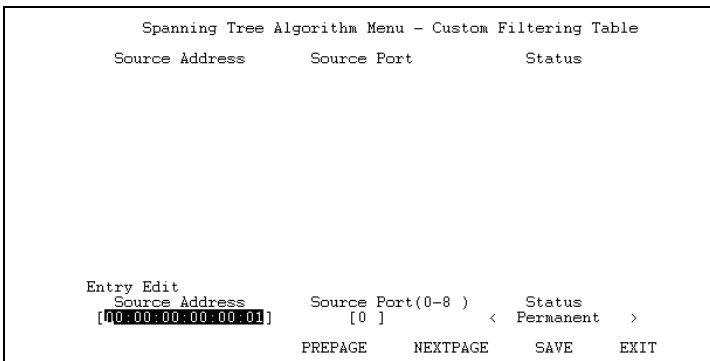 Spanning Tree Algorithm Menu - Custom Filtering Table
Source Address Source Port Status
Entry Edit
Source Address Source Port(0-8 ) Status
[00:00:00:00:00:01] [0 ] < Permanent >
PREPAGE NEXTPAGE SAVE EXIT